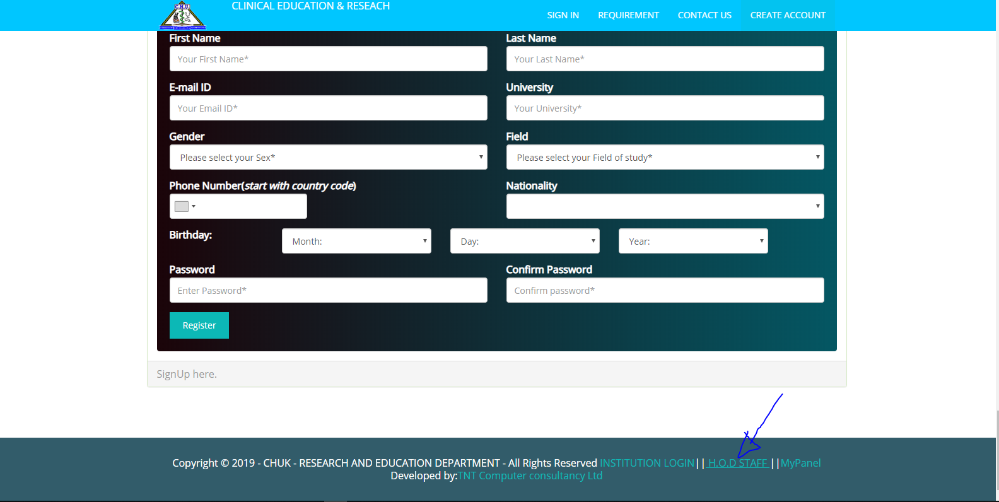 C.H.U.
CLINICAL EDUCATION & RESEACH
SIGN IN REQUIREMENT CONTACT US CREATE ACCOUNT
First Name Last Name
Your First Name* Your Last Name*
E-mail ID University
Your Email ID* Your University*
Gender Field
Please select your Sex* Please select your Field of study*
Phone Number(start with country code) Nationality
Birthday: Month: Day: Year:
Password Confirm Password
Enter Password* Confirm password*
Register
SignUp here.
Copyright © 2019 - CHUK - RESEARCH AND EDUCATION DEPARTMENT - All Rights Reserved INSTITUTION LOGIN|| H.O.D STAFF ||MyPanel
Developed by:TNT Computer consultancy Ltd